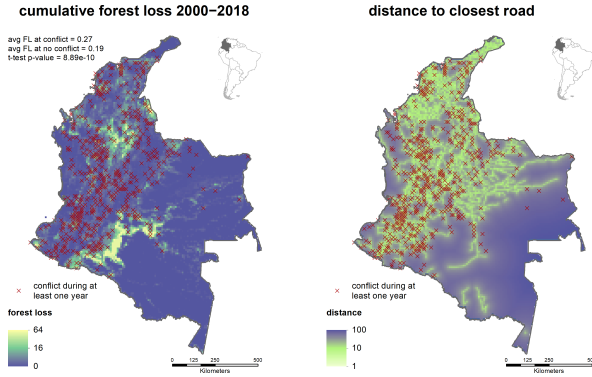 cumulative forest loss 2000−2018
avg FL at conflict = 0.27
avg FL at no conflict = 0.19
t-test p-value = 8.89e-10
× conflict during at
least one year
forest loss
64
16
0
0 125 250 500
Kilometers
distance to closest road
× conflict during at
least one year
distance
100
10
1
0 125 250 500
Kilometers